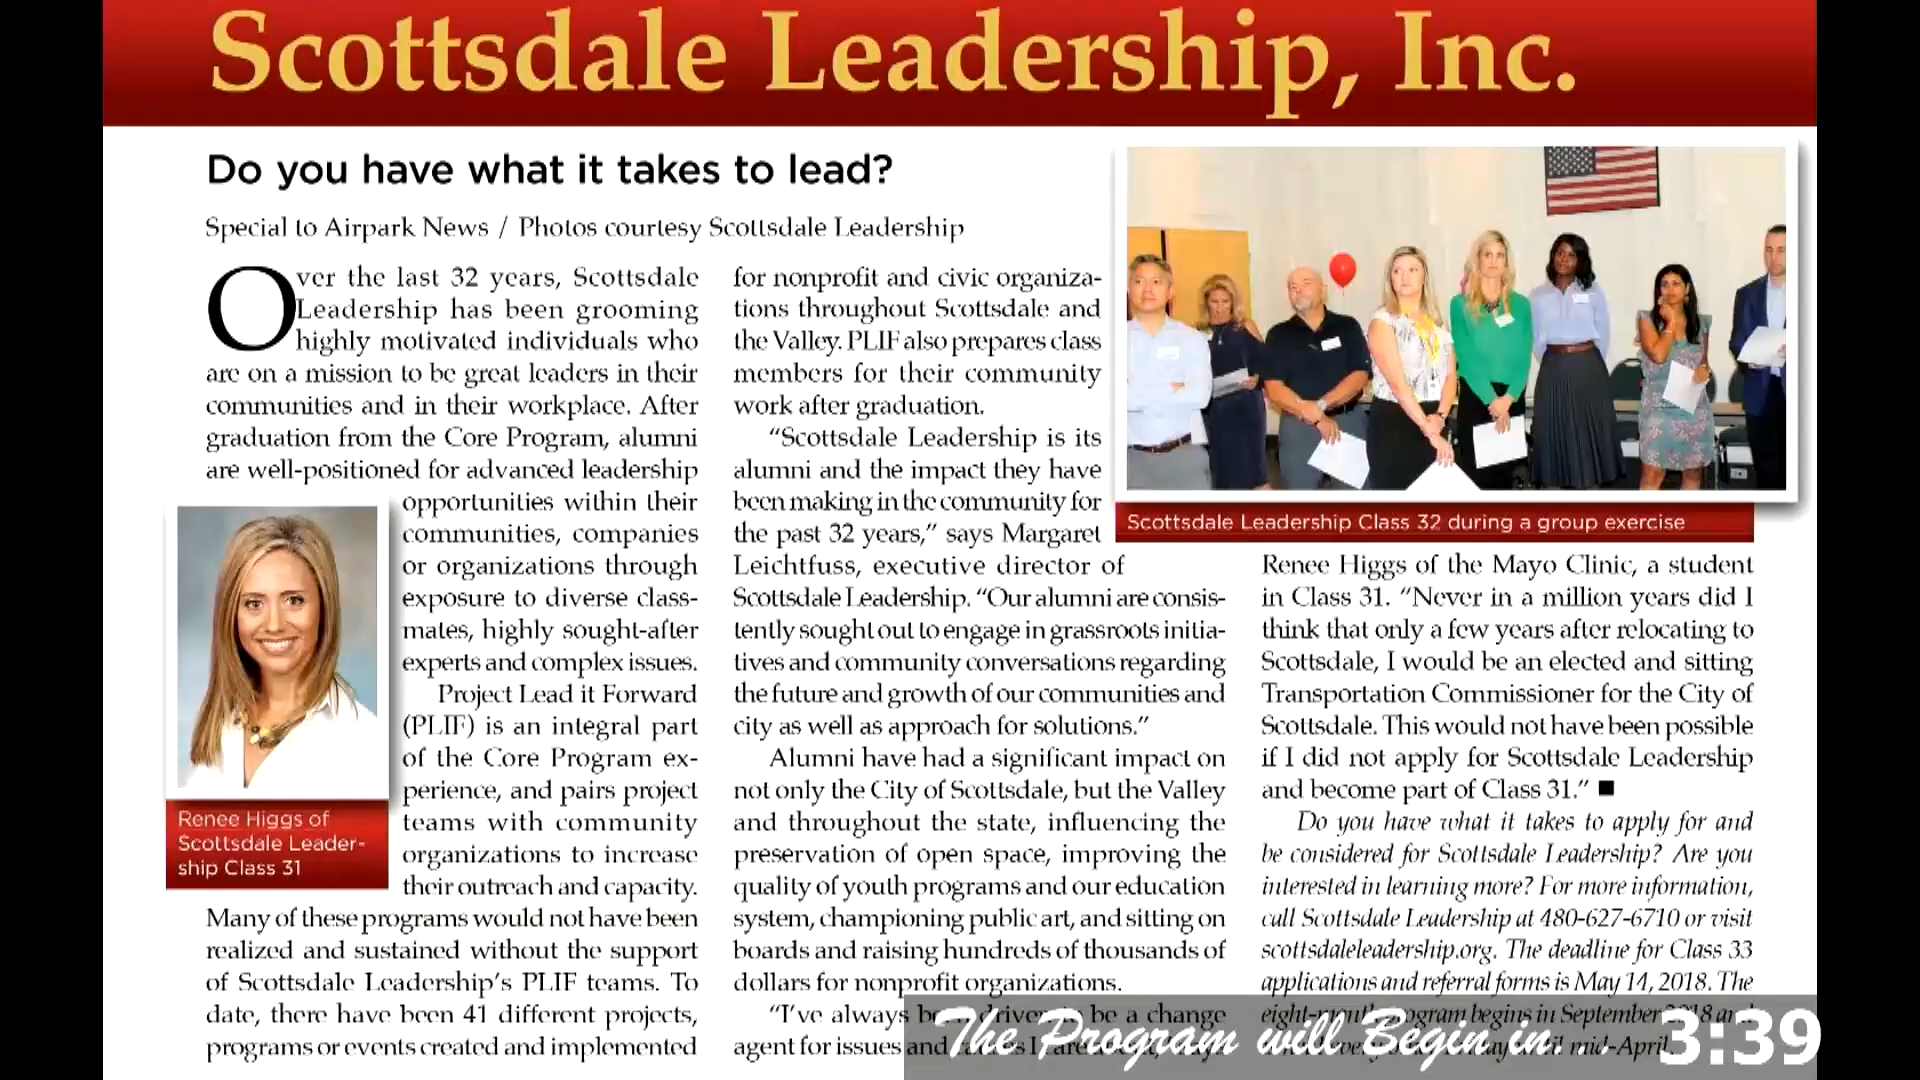 Scottsdale Leadership, Inc.
Do you have what it takes to lead?
Special to Airpark News / Photos courtesy Scottsdale Leadership
Over the last 32 years, Scottsdale
Leadership has been grooming
highly motivated individuals who
are on a mission to be great leaders in their
communities and in their workplace. After
graduation from the Core Program, alumni
are well-positioned for advanced leadership
opportunities within their
communities, companies
or organizations through
exposure to diverse class-
mates, highly sought-after
experts and complex issues.
Project Lead it Forward
(PLIF) is an integral part
of the Core Program ex-
perience, and pairs project
teams with community
organizations to increase
their outreach and capacity.
Many of these programs would not have been
realized and sustained without the support
of Scottsdale Leadership's PLIF teams. To
date, there have been 41 different projects,
programs or events created and implemented
Renee Higgs of
Scottsdale Leader-
ship Class 31
for nonprofit and civic organiza-
tions throughout Scottsdale and
the Valley. PLIF also prepares class
members for their community
work after graduation.
"Scottsdale Leadership is its
alumni and the impact they have
been making in the community for
the past 32 years," says Margaret
Leichtfuss, executive director of
Scottsdale Leadership. "Our alumni are consis-
tently sought out to engage in grassroots initia-
tives and community conversations regarding
the future and growth of our communities and
city as well as approach for solutions."
Alumni have had a significant impact on
not only the City of Scottsdale, but the Valley
and throughout the state, influencing the
preservation of open space, improving the
quality of youth programs and our education
system, championing public art, and sitting on
boards and raising hundreds of thousands of
dollars for nonprofit organizations.
"I've always been driven to be a change
agent for issues and
Scottsdale Leadership Class 32 during a group exercise
Renee Higgs of the Mayo Clinic, a student
in Class 31. "Never in a million years did I
think that only a few years after relocating to
Scottsdale, I would be an elected and sitting
Transportation Commissioner for the City of
Scottsdale. This would not have been possible
if I did not apply for Scottsdale Leadership
and become part of Class 31." ■
Do you have what it takes to apply for and
be considered for Scottsdale Leadership? Are you
interested in learning more? For more information,
call Scottsdale Leadership at 480-627-6710 or visit
scottsdaleleadership.org. The deadline for Class 33
applications and referral forms is May 14, 2018. The
eight-month program begins in September 2018 and
mid-April.
The Program will Begin in. . . 3:39